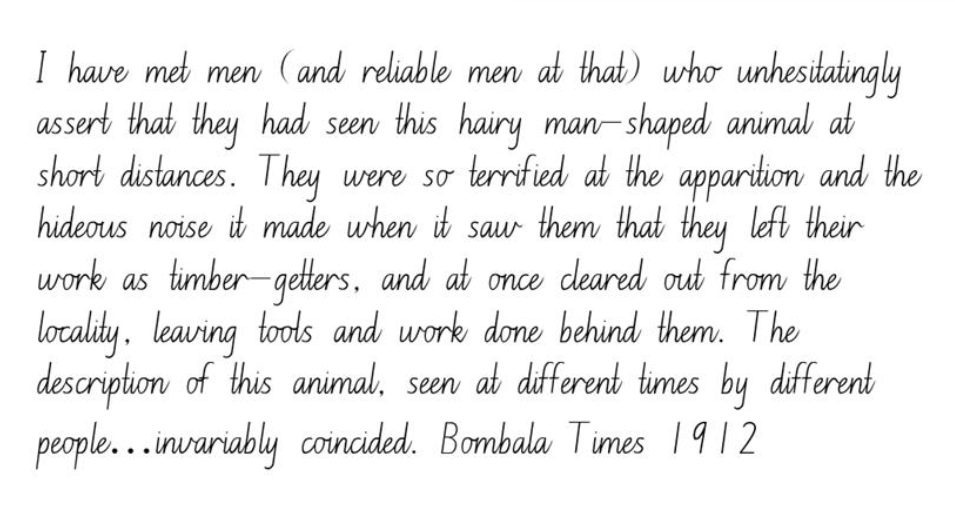 I have met men (and reliable men at that) who unhesitatingly
assert that they had seen this hairy man-shaped animal at
short distances. They were so terrified at the apparition and the
hideous noise it made when it saw them that they left their
work as timber-getters, and at once cleared out from the
locality, leaving tools and work done behind them. The
description of this animal, seen at different times by different
people...invariably coincided. Bombala Times 1912